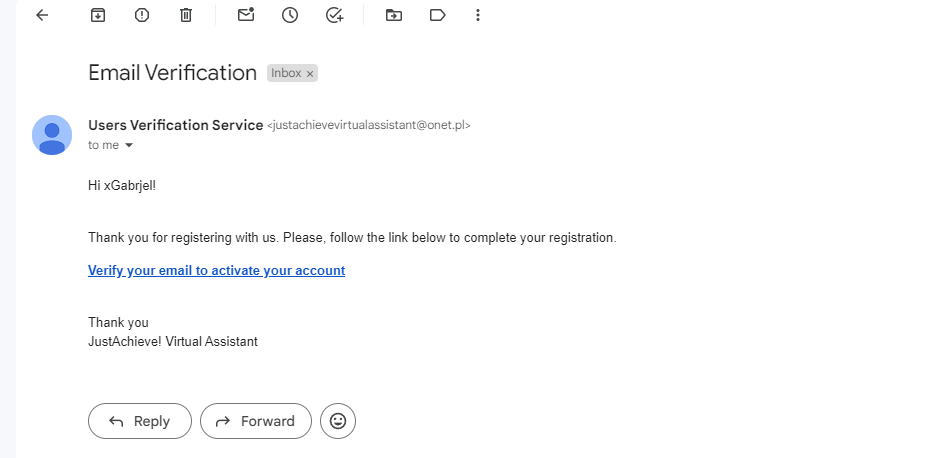 Email Verification Inbox x
Users Verification Service <justachievevirtualassistant@onet.pl>
to me
Hi xGabrjel!
Thank you for registering with us. Please, follow the link below to complete your registration.
Verify your email to activate your account
Thank you
JustAchieve! Virtual Assistant
Reply Forward